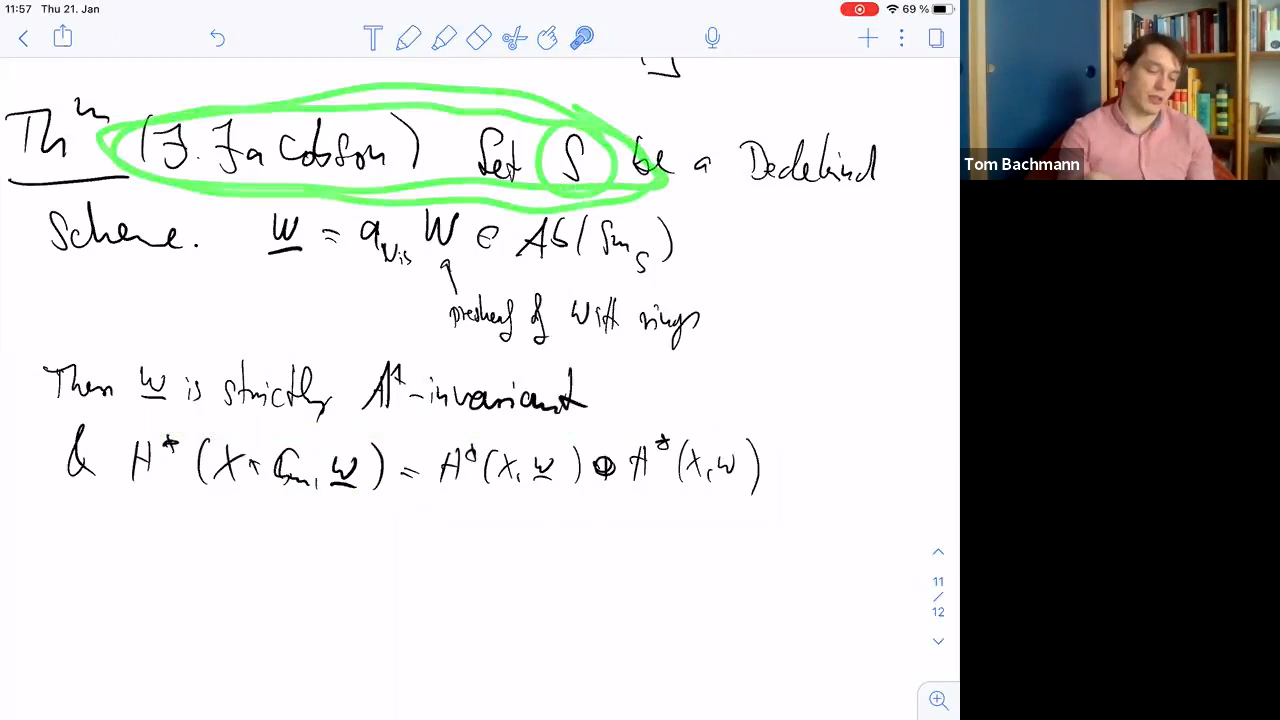 11:57 Thu 21. Jan
69 %
Thᵐ (J. Jacobson) Let S be a Dedekind
Tom Bachmann
scheme. w = a_Nis W ∈ Ab(Sm_S)
presheaf of Witt rings
Then w is strictly A¹-invariant
& H*(X × Gm, w) = H*(X, w) ⊕ H*(X, w)
11
/
12